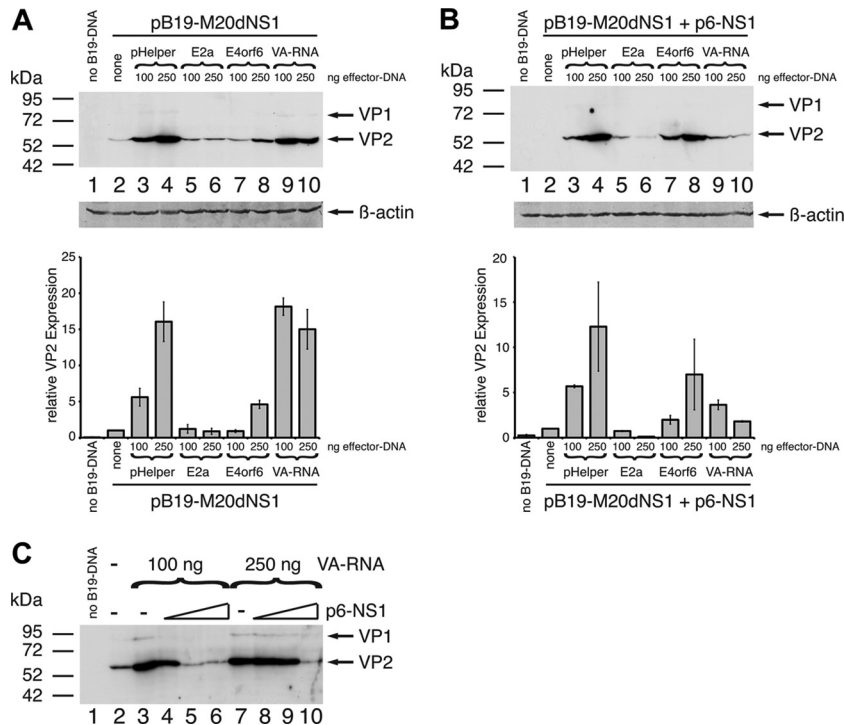 A
pB19-M20dNS1
no B19-DNA
none
pHelper E2a E4orf6 VA-RNA
100 250 100 250 100 250 100 250 ng effector-DNA
kDa
95
72
52
42
VP1
VP2
1 2 3 4 5 6 7 8 9 10
ß-actin
relative VP2 Expression
25
20
15
10
5
0
no B19-DNA
none
100 250 100 250 100 250 100 250 ng effector-DNA
pHelper E2a E4orf6 VA-RNA
pB19-M20dNS1
B
pB19-M20dNS1 + p6-NS1
no B19-DNA
none
pHelper E2a E4orf6 VA-RNA
100 250 100 250 100 250 100 250 ng effector-DNA
kDa
95
72
52
42
VP1
VP2
1 2 3 4 5 6 7 8 9 10
ß-actin
relative VP2 Expression
20
15
10
5
0
no B19-DNA
none
100 250 100 250 100 250 100 250 ng effector-DNA
pHelper E2a E4orf6 VA-RNA
pB19-M20dNS1 + p6-NS1
C
no B19-DNA
- 100 ng 250 ng VA-RNA
- - - p6-NS1
kDa
95
72
52
42
VP1
VP2
1 2 3 4 5 6 7 8 9 10